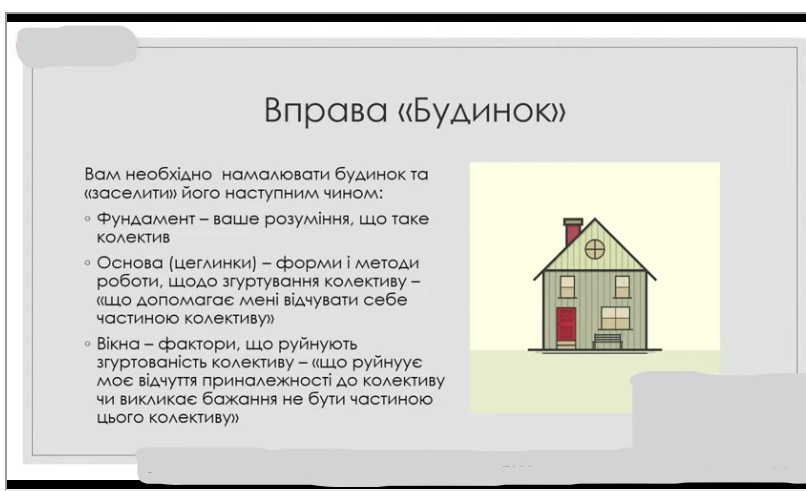 Вправа «Будинок»
Вам необхідно намалювати будинок та
«заселити» його наступним чином:
◦ Фундамент – ваше розуміння, що таке
колектив
◦ Основа (цеглинки) – форми і методи
роботи, щодо згуртування колективу –
«що допомагає мені відчувати себе
частиною колективу»
◦ Вікна – фактори, що руйнують
згуртованість колективу – «що руйнуує
моє відчуття приналежності до колективу
чи викликає бажання не бути частиною
цього колективу»